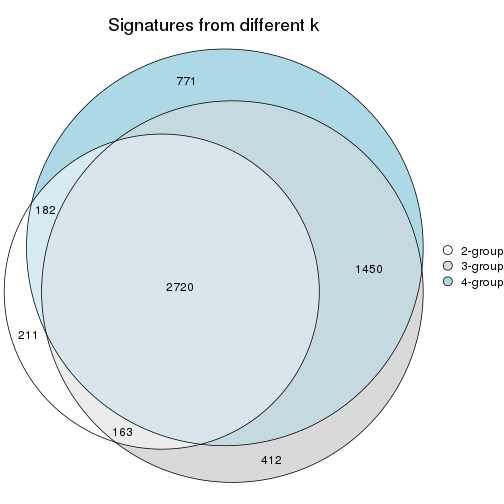 Signatures from different k
771
182
1450
2720
211
163
412
2-group
3-group
4-group